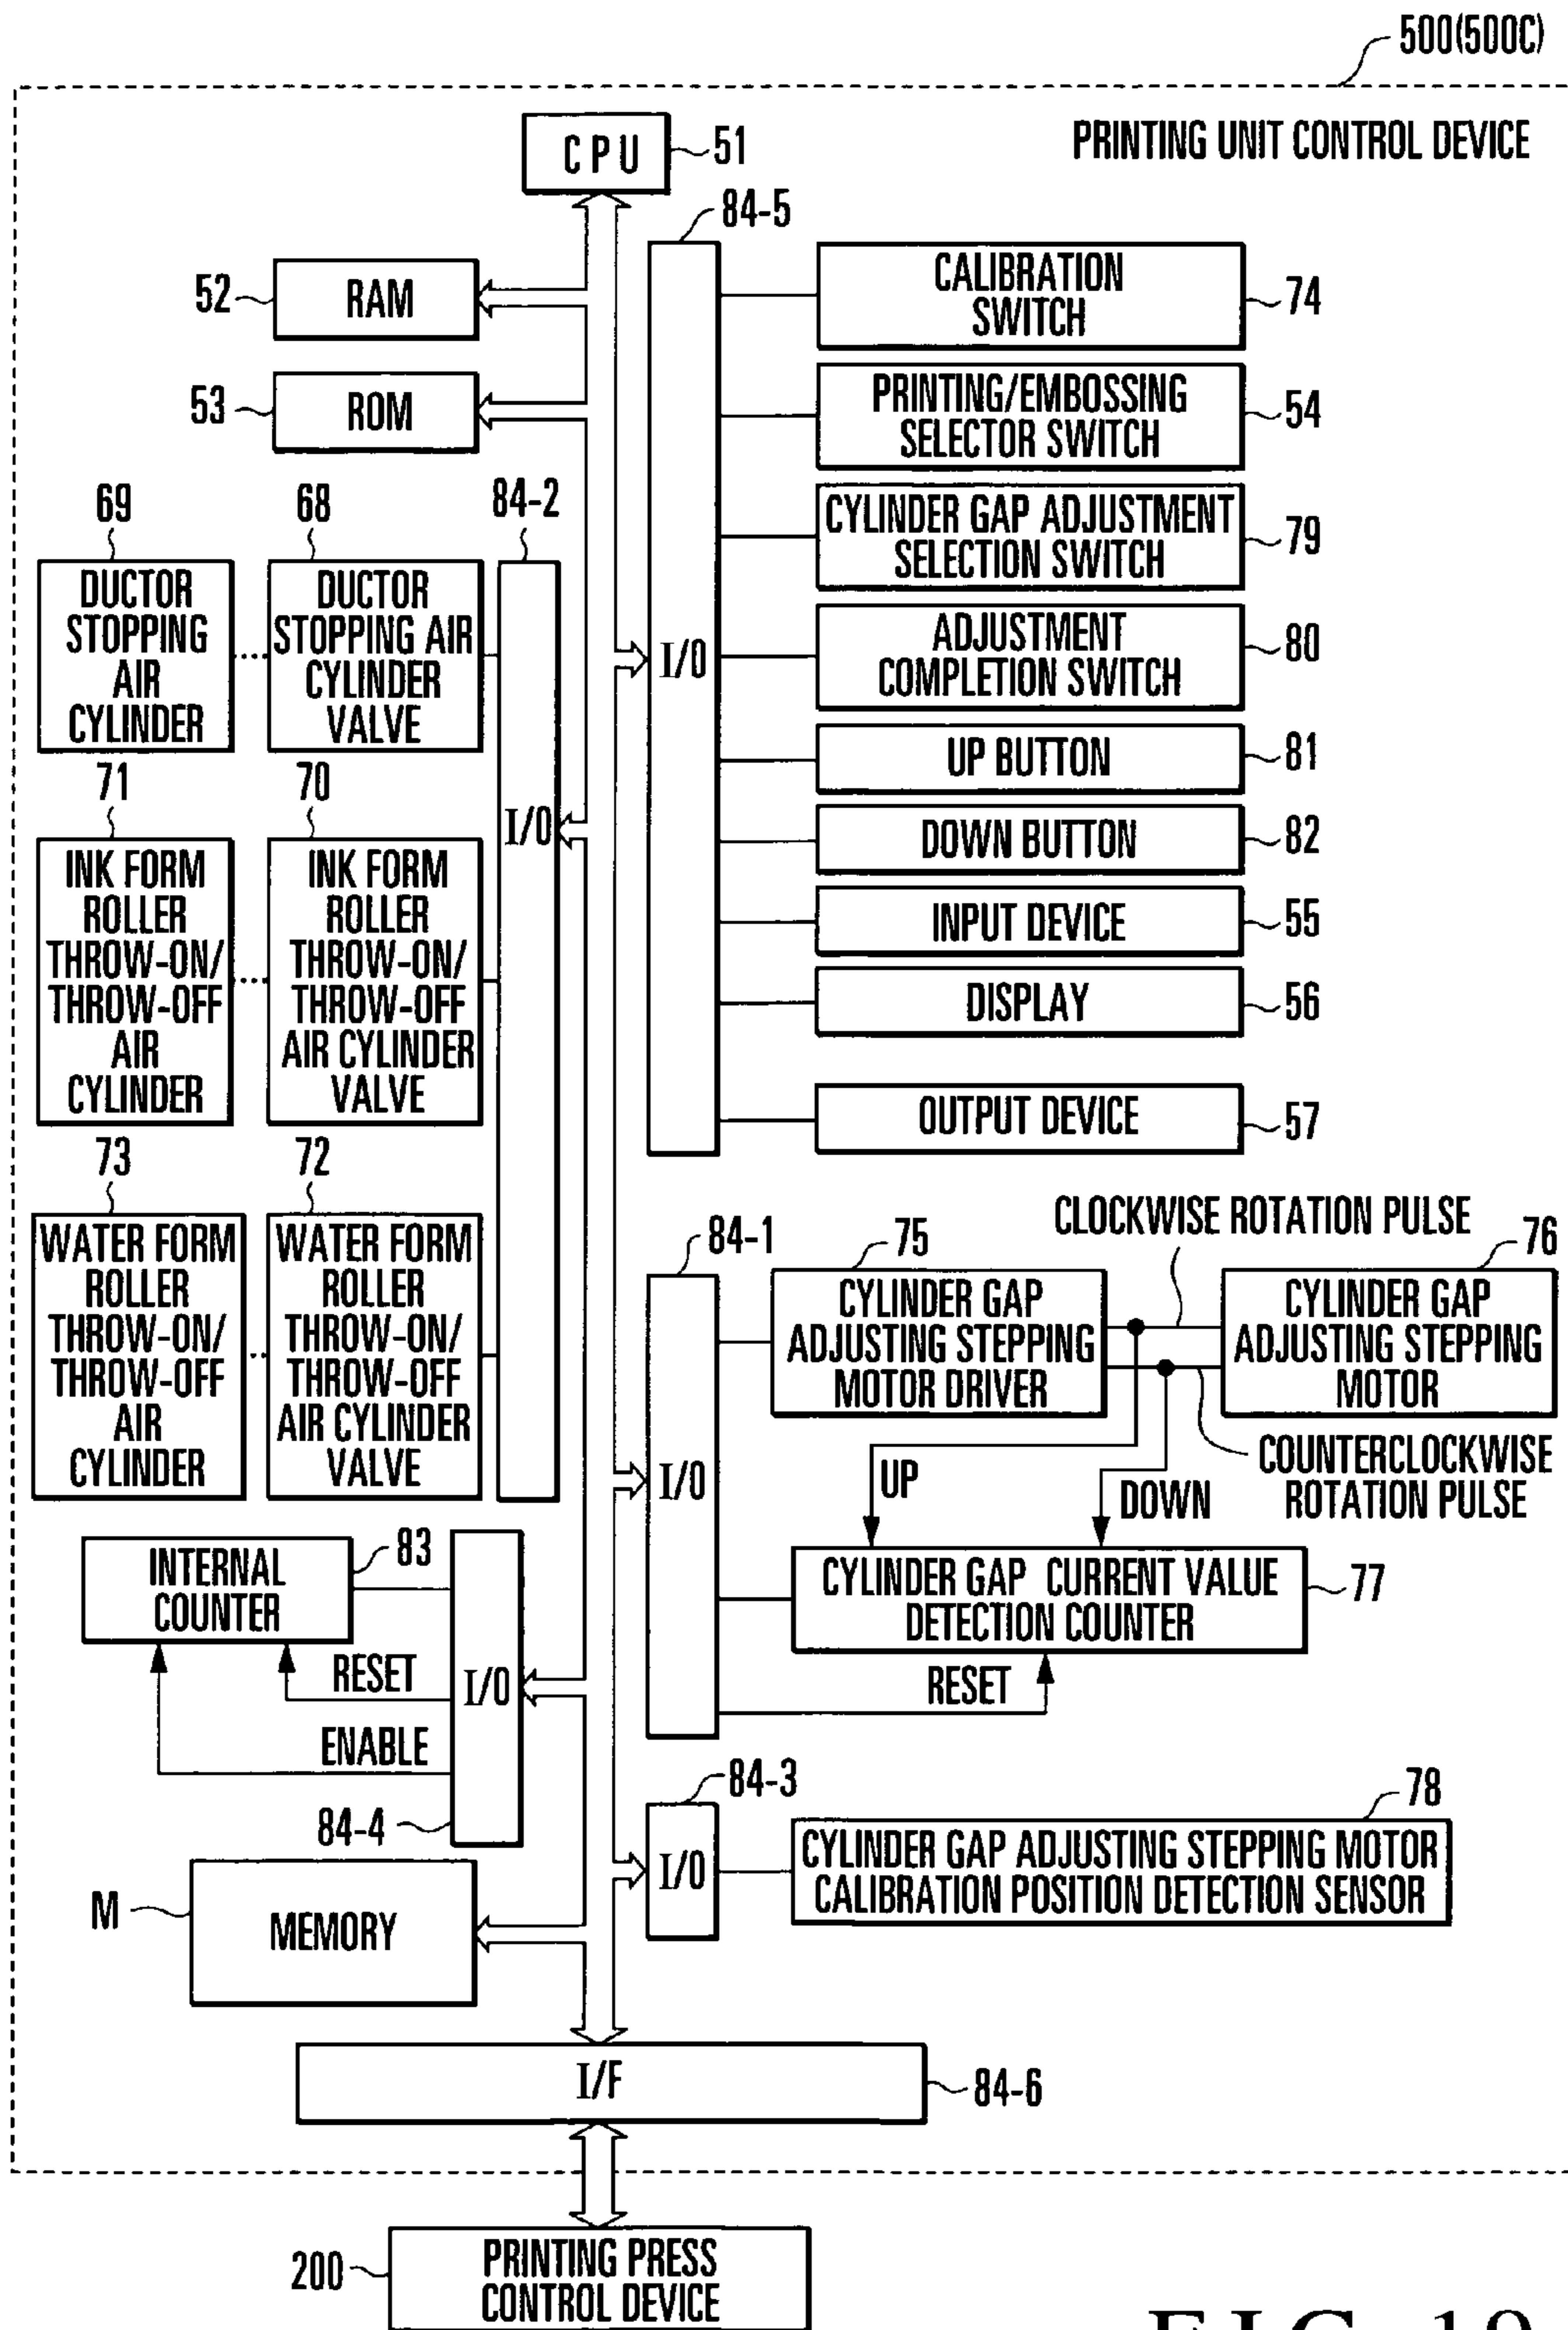 500(500C)
PRINTING UNIT CONTROL DEVICE
CPU
51
84-5
52
RAM
CALIBRATION
SWITCH
74
53
ROM
PRINTING/EMBOSSING
SELECTOR SWITCH
54
69
68
84-2
CYLINDER GAP ADJUSTMENT
SELECTION SWITCH
79
DUCTOR
STOPPING
AIR
CYLINDER
DUCTOR
STOPPING AIR
CYLINDER
VALVE
I/O
I/O
ADJUSTMENT
COMPLETION SWITCH
80
UP BUTTON
81
71
70
DOWN BUTTON
82
INK FORM
ROLLER
THROW-ON/
THROW-OFF
AIR
CYLINDER
INK FORM
ROLLER
THROW-ON/
THROW-OFF
AIR CYLINDER
VALVE
INPUT DEVICE
55
DISPLAY
56
OUTPUT DEVICE
57
73
72
WATER FORM
ROLLER
THROW-ON/
THROW-OFF
AIR
CYLINDER
WATER FORM
ROLLER
THROW-ON/
THROW-OFF
AIR CYLINDER
VALVE
84-1
75
CLOCKWISE ROTATION PULSE
76
CYLINDER GAP
ADJUSTING STEPPING
MOTOR DRIVER
CYLINDER GAP
ADJUSTING STEPPING
MOTOR
I/O
UP
DOWN
COUNTERCLOCKWISE
ROTATION PULSE
INTERNAL
COUNTER
83
CYLINDER GAP CURRENT VALUE
DETECTION COUNTER
77
RESET
I/O
RESET
ENABLE
84-4
84-3
78
I/O
CYLINDER GAP ADJUSTING STEPPING MOTOR
CALIBRATION POSITION DETECTION SENSOR
M
MEMORY
I/F
84-6
200
PRINTING PRESS
CONTROL DEVICE